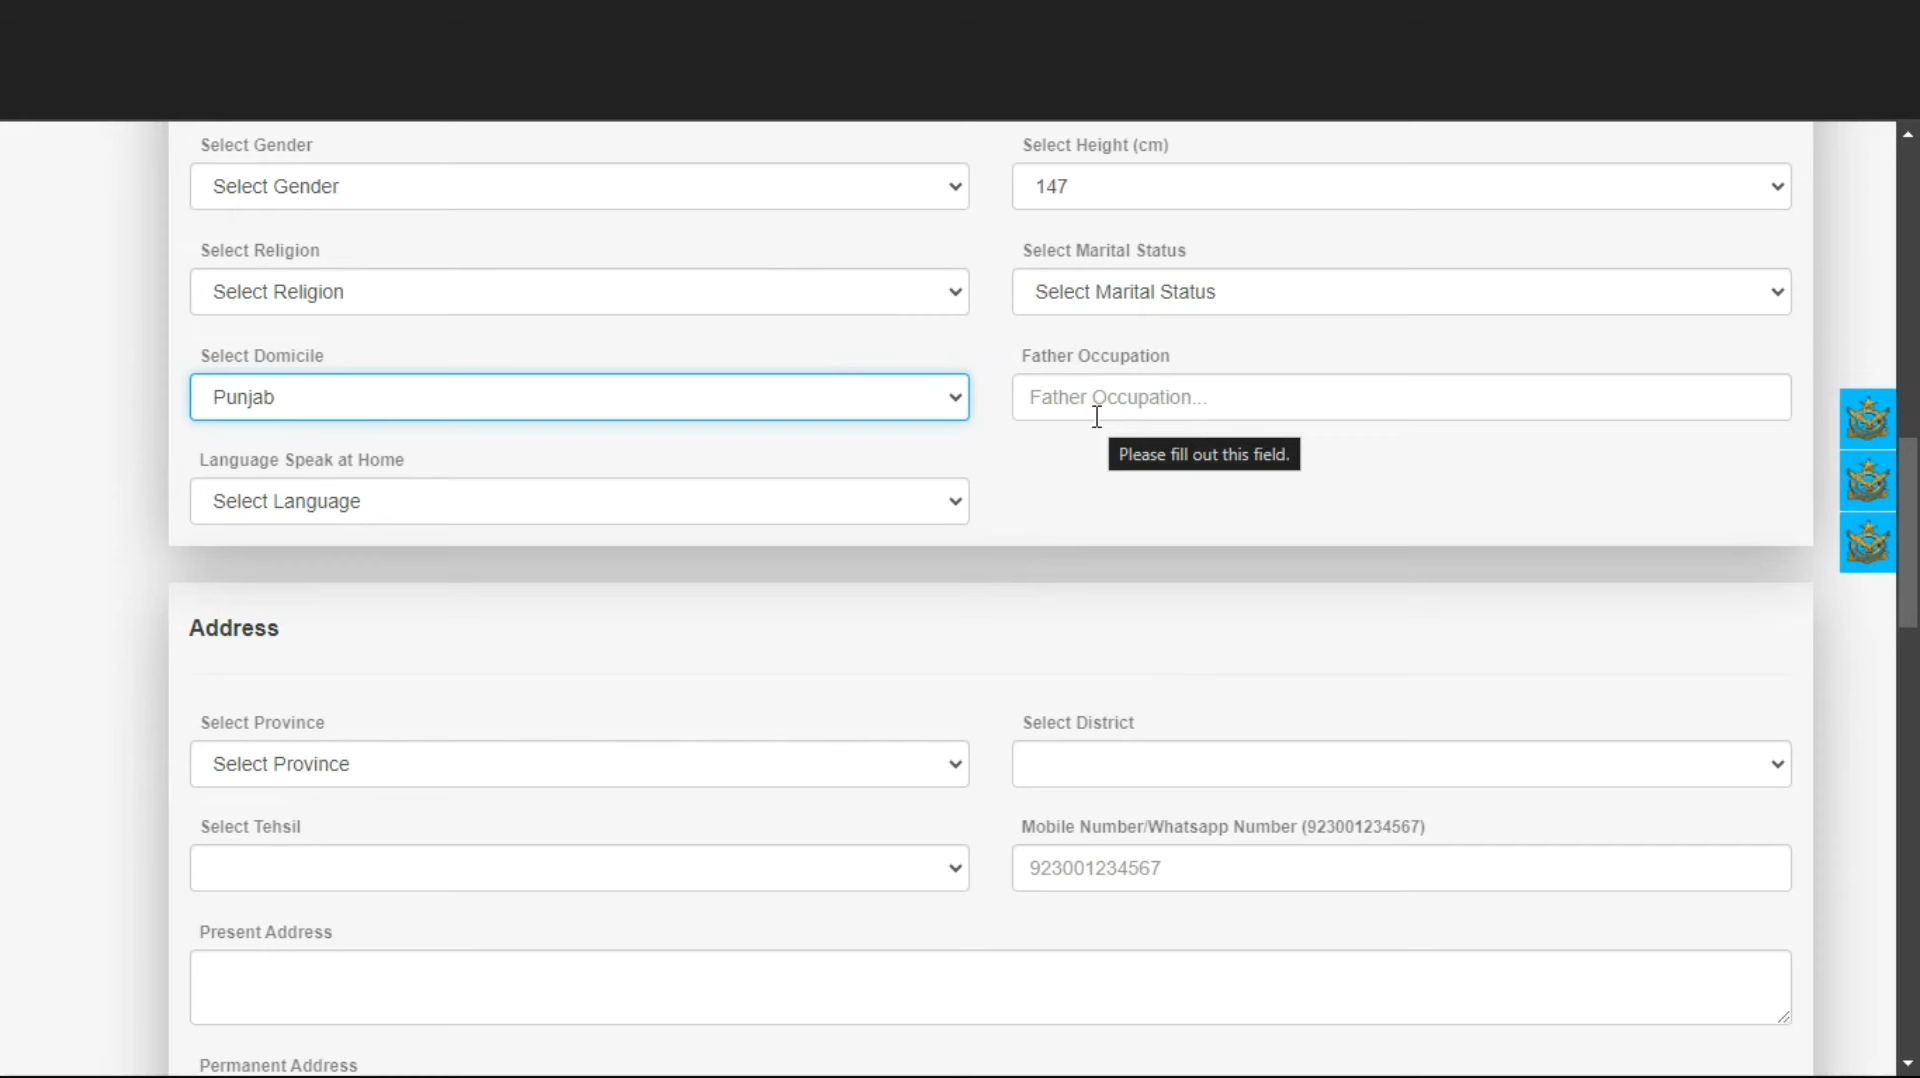 Select Gender
Select Height (cm)
Select Gender
147
Select Religion
Select Marital Status
Select Religion
Select Marital Status
Select Domicile
Father Occupation
Punjab
Father Occupation...
Please fill out this field.
Language Speak at Home
Select Language
Address
Select Province
Select District
Select Province
Select Tehsil
Mobile Number/Whatsapp Number (923001234567)
923001234567
Present Address
Permanent Address